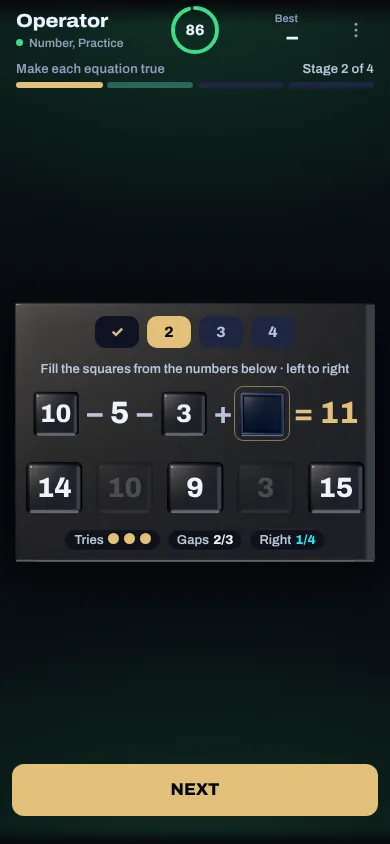 Operator
Number, Practice
86
Best
–
Make each equation true
Stage 2 of 4
✓ 2 3 4
Fill the squares from the numbers below · left to right
10 – 5 – 3 + = 11
14 10 9 3 15
Tries
Gaps 2/3
Right 1/4
NEXT